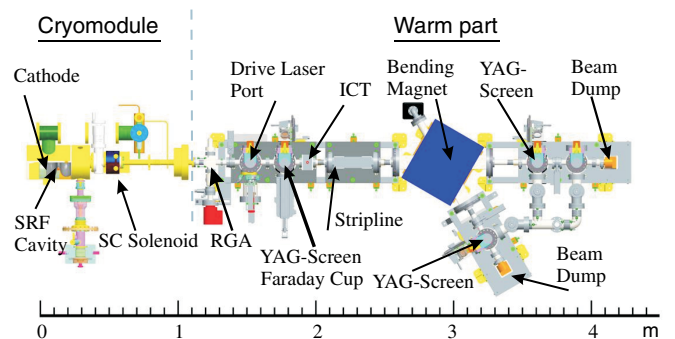 Cryomodule
Warm part
Cathode
Drive Laser
Port
ICT
Bending
Magnet
YAG-
Screen
Beam
Dump
SRF
Cavity
SC Solenoid
RGA
YAG-Screen
Faraday Cup
Stripline
YAG-Screen
Beam
Dump
0 1 2 3 4 m